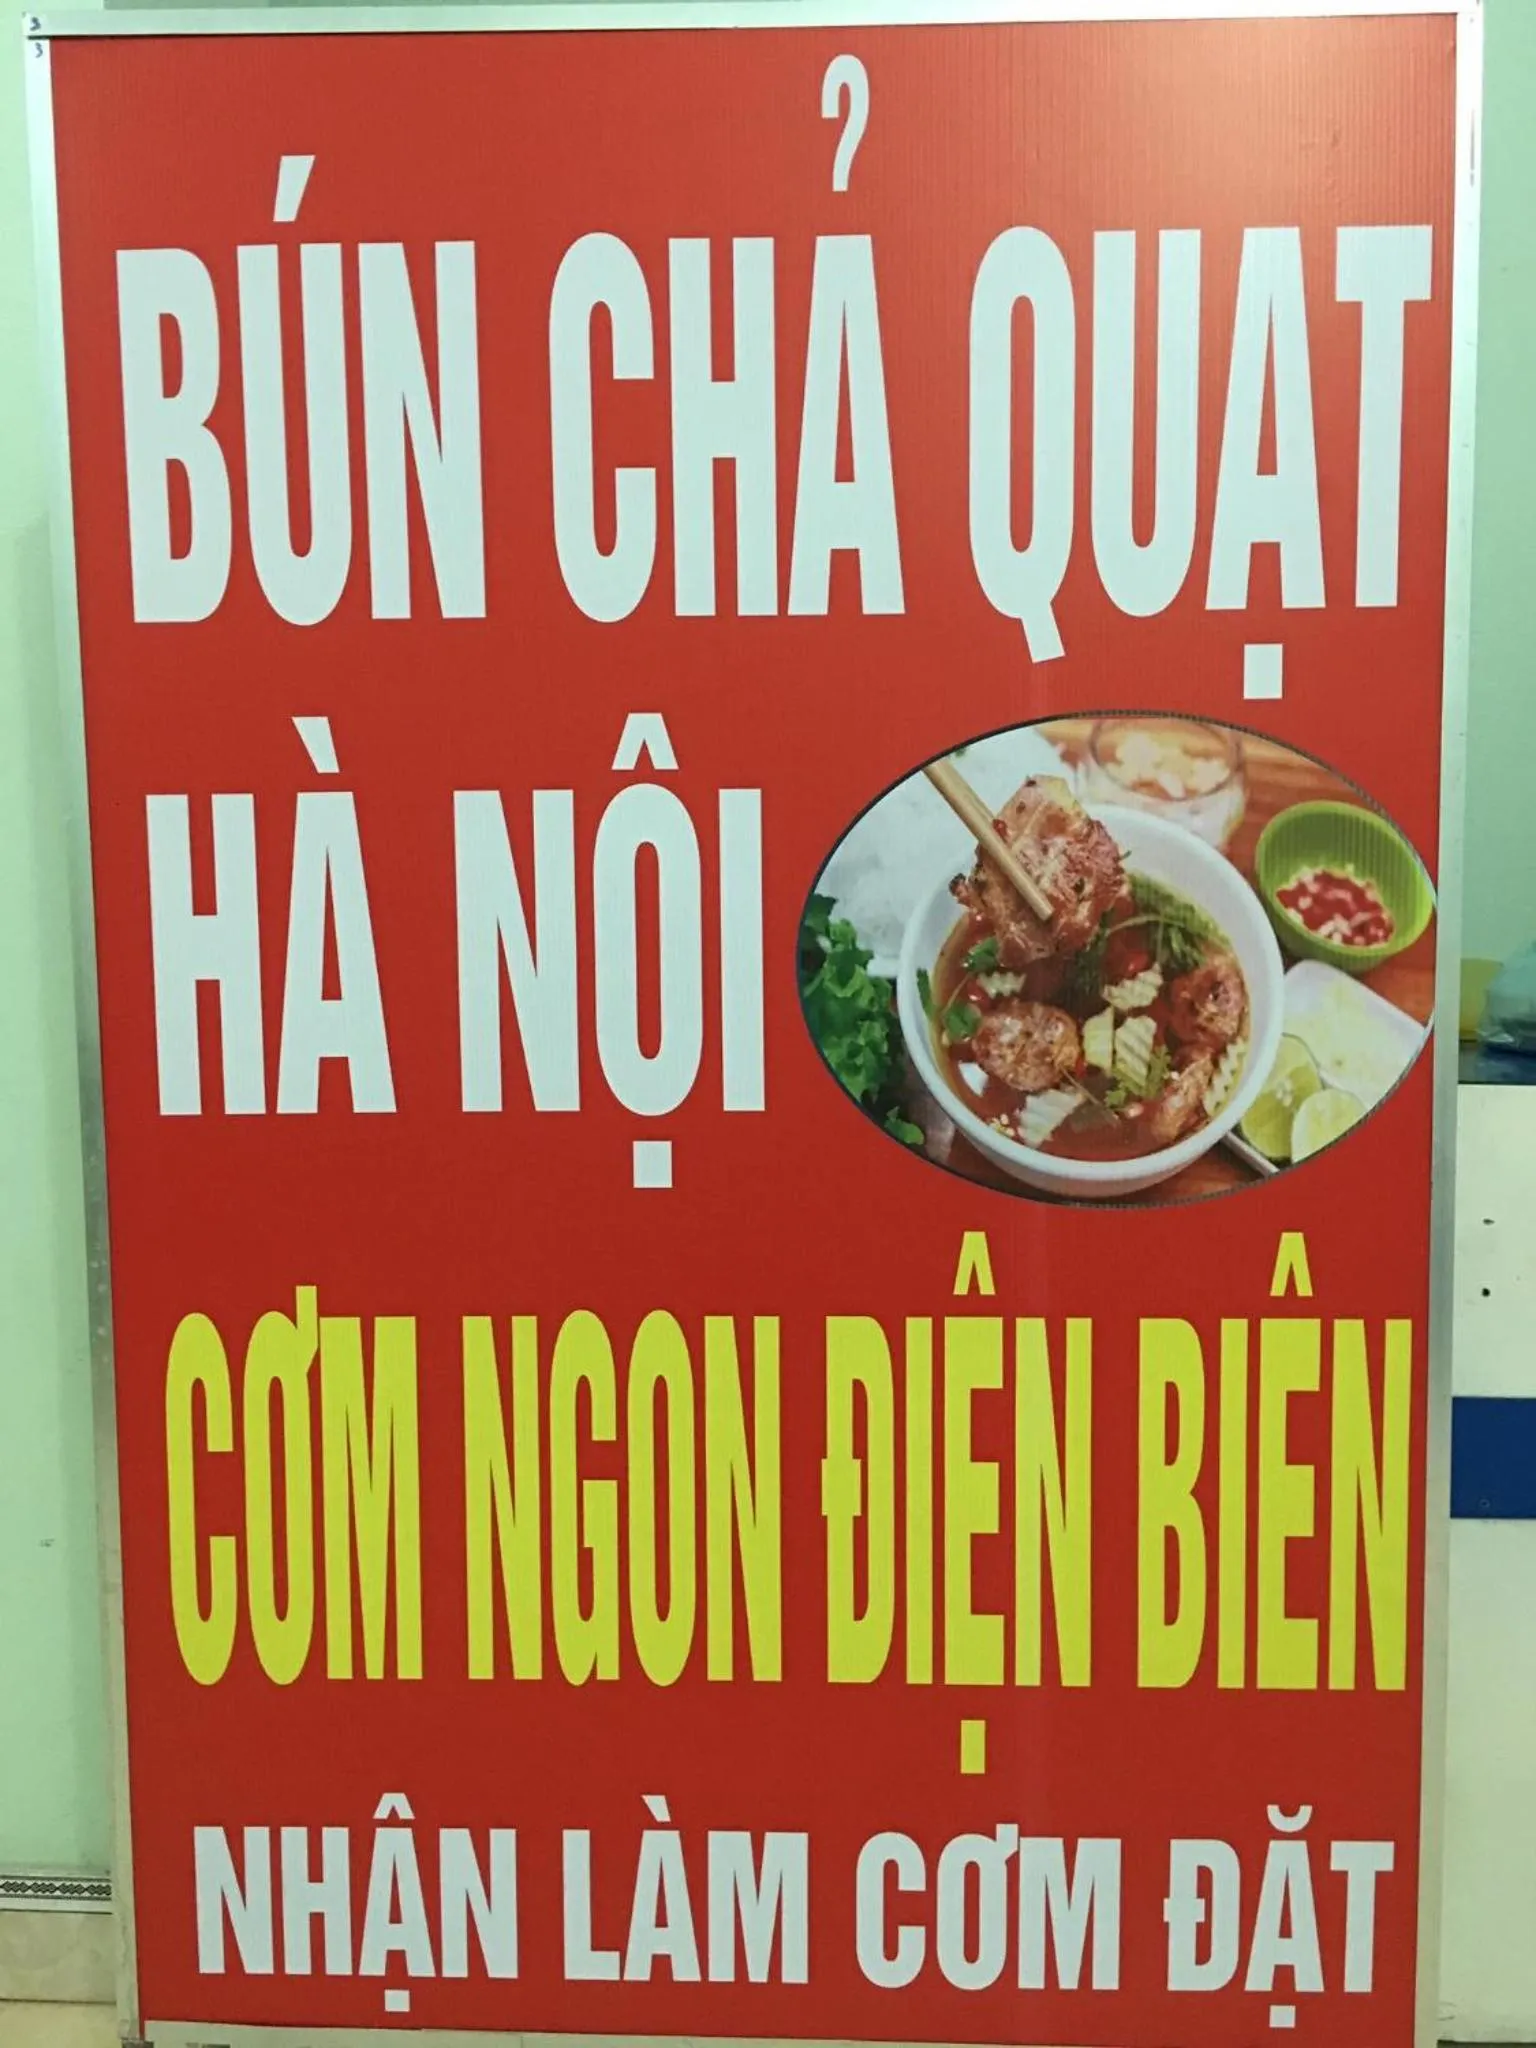 BÚN CHẢ QUẠT
HÀ NỘI
CƠM NGON ĐIỆN BIÊN
NHẬN LÀM CƠM ĐẶT